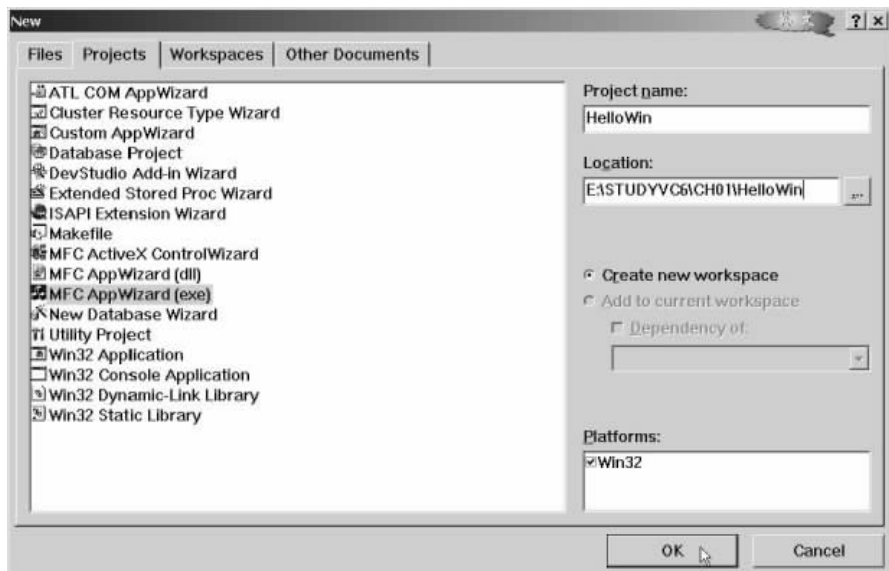 New
Files Projects Workspaces Other Documents
ATL COM AppWizard
Cluster Resource Type Wizard
Custom AppWizard
Database Project
DevStudio Add-in Wizard
Extended Stored Proc Wizard
ISAPI Extension Wizard
Makefile
MFC ActiveX ControlWizard
MFC AppWizard (dll)
MFC AppWizard (exe)
New Database Wizard
Utility Project
Win32 Application
Win32 Console Application
Win32 Dynamic-Link Library
Win32 Static Library
Project name:
HelloWin
Location:
E:\STUDYVC6\CH01\HelloWin
...
Create new workspace
Add to current workspace
Dependency of:
Platforms:
Win32
OK Cancel